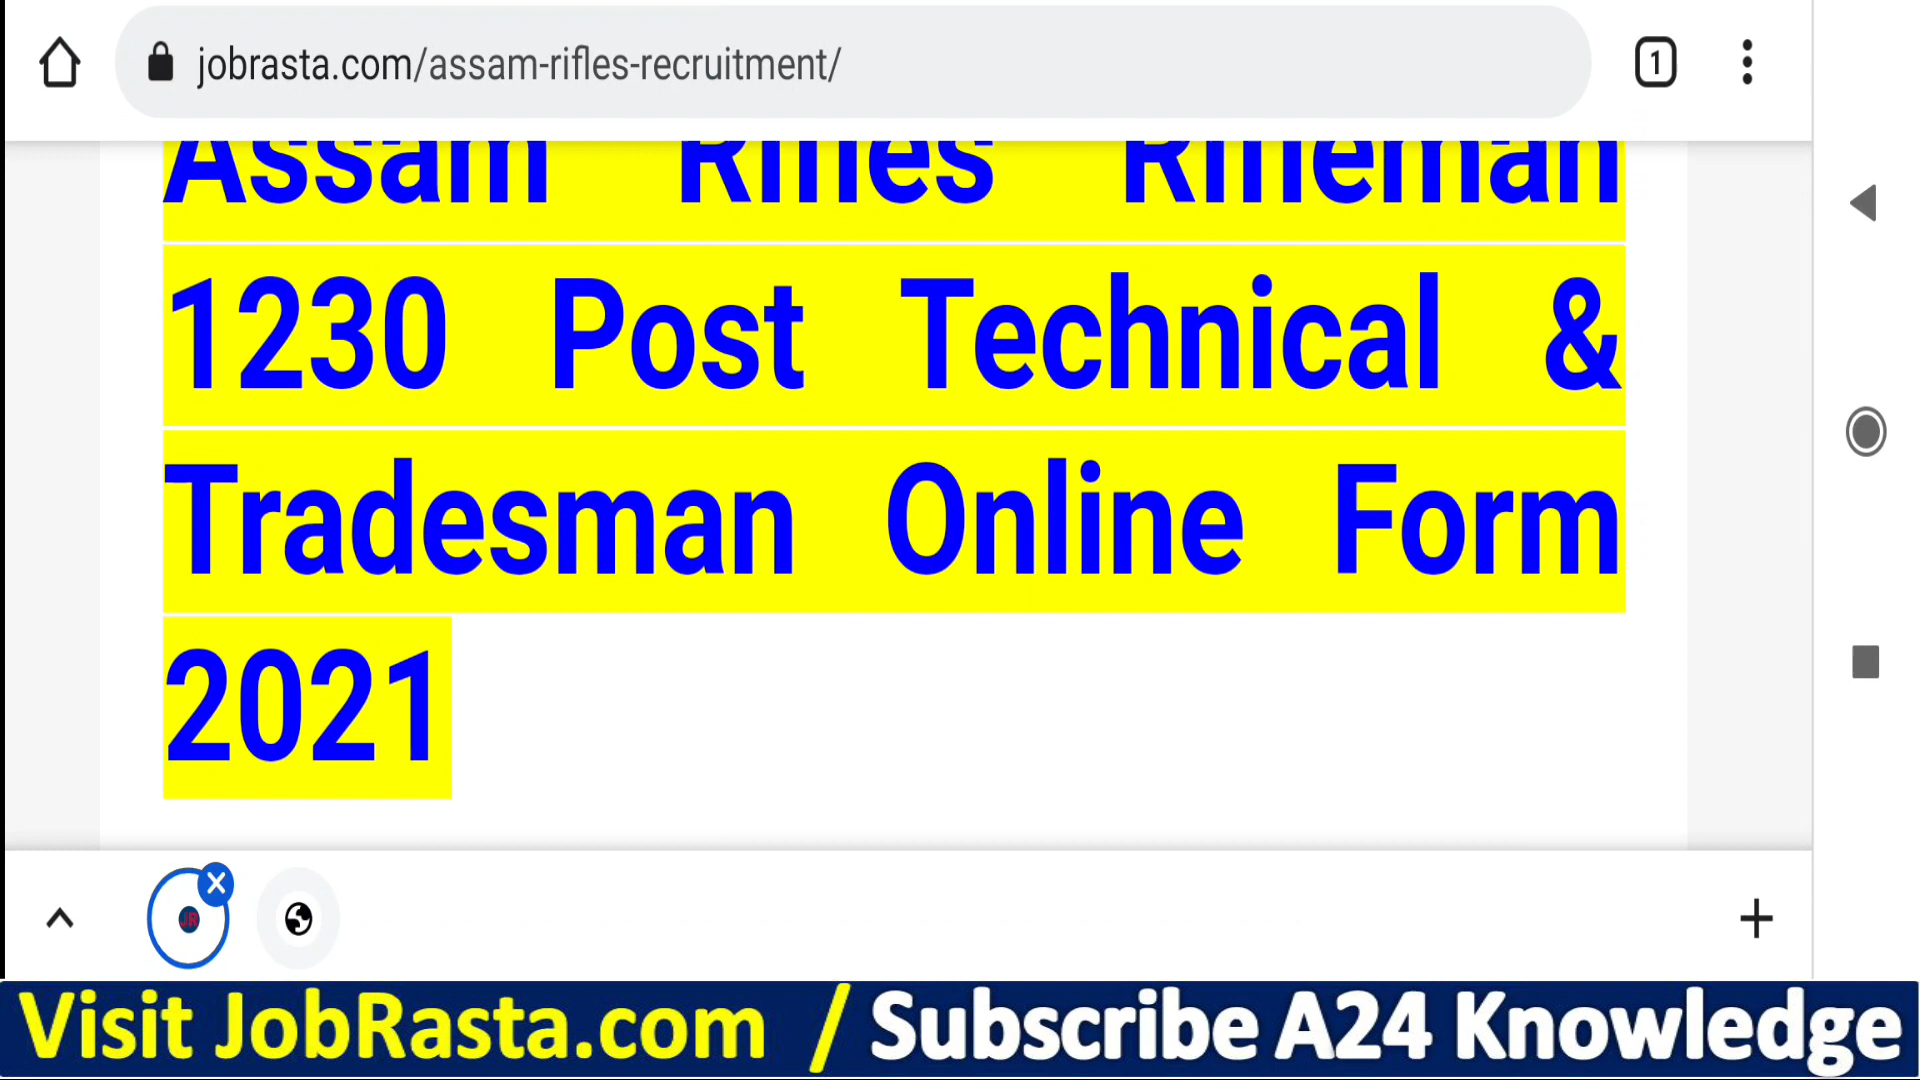 jobrasta.com/assam-rifles-recruitment/
1
Assam Rifles Rifleman
1230 Post Technical &
Tradesman Online Form
2021
JR
Visit JobRasta.com / Subscribe A24 Knowledge